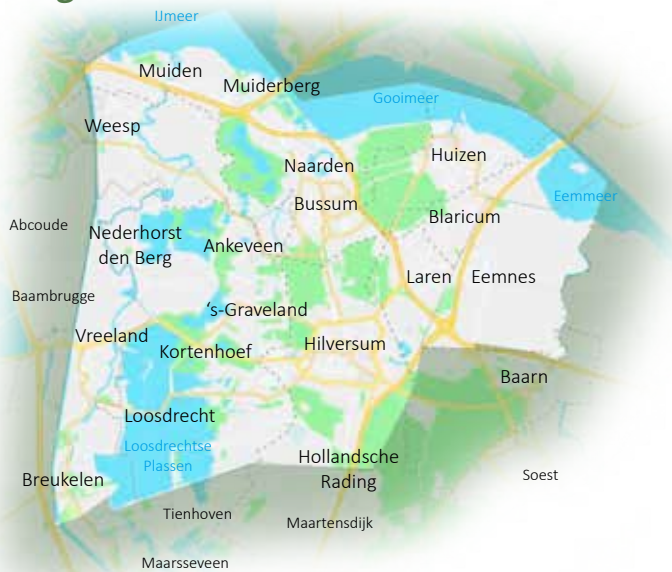 IJmeer
Muiden
Muiderberg
Gooimeer
Weesp
Naarden
Huizen
Bussum
Eemmeer
Blaricum
Abcoude
Nederhorst
den Berg
Ankeveen
Laren
Eemnes
Baambrugge
‘s-Graveland
Vreeland
Kortenhoef
Hilversum
Baarn
Loosdrecht
Loosdrechtse
Plassen
Hollandsche
Rading
Breukelen
Soest
Tienhoven
Maartensdijk
Maarsseveen